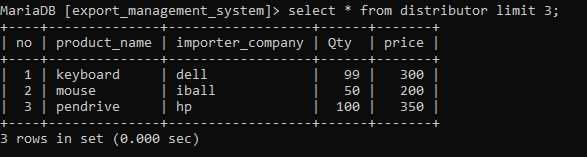 MariaDB [export_management_system]> select * from distributor limit 3;
+----+--------------+------------------+------+-------+
| no | product_name | importer_company | Qty  | price |
+----+--------------+------------------+------+-------+
|  1 | keyboard     | dell             |   99 |   300 |
|  2 | mouse        | iball            |   50 |   200 |
|  3 | pendrive     | hp               |  100 |   350 |
+----+--------------+------------------+------+-------+
3 rows in set (0.000 sec)